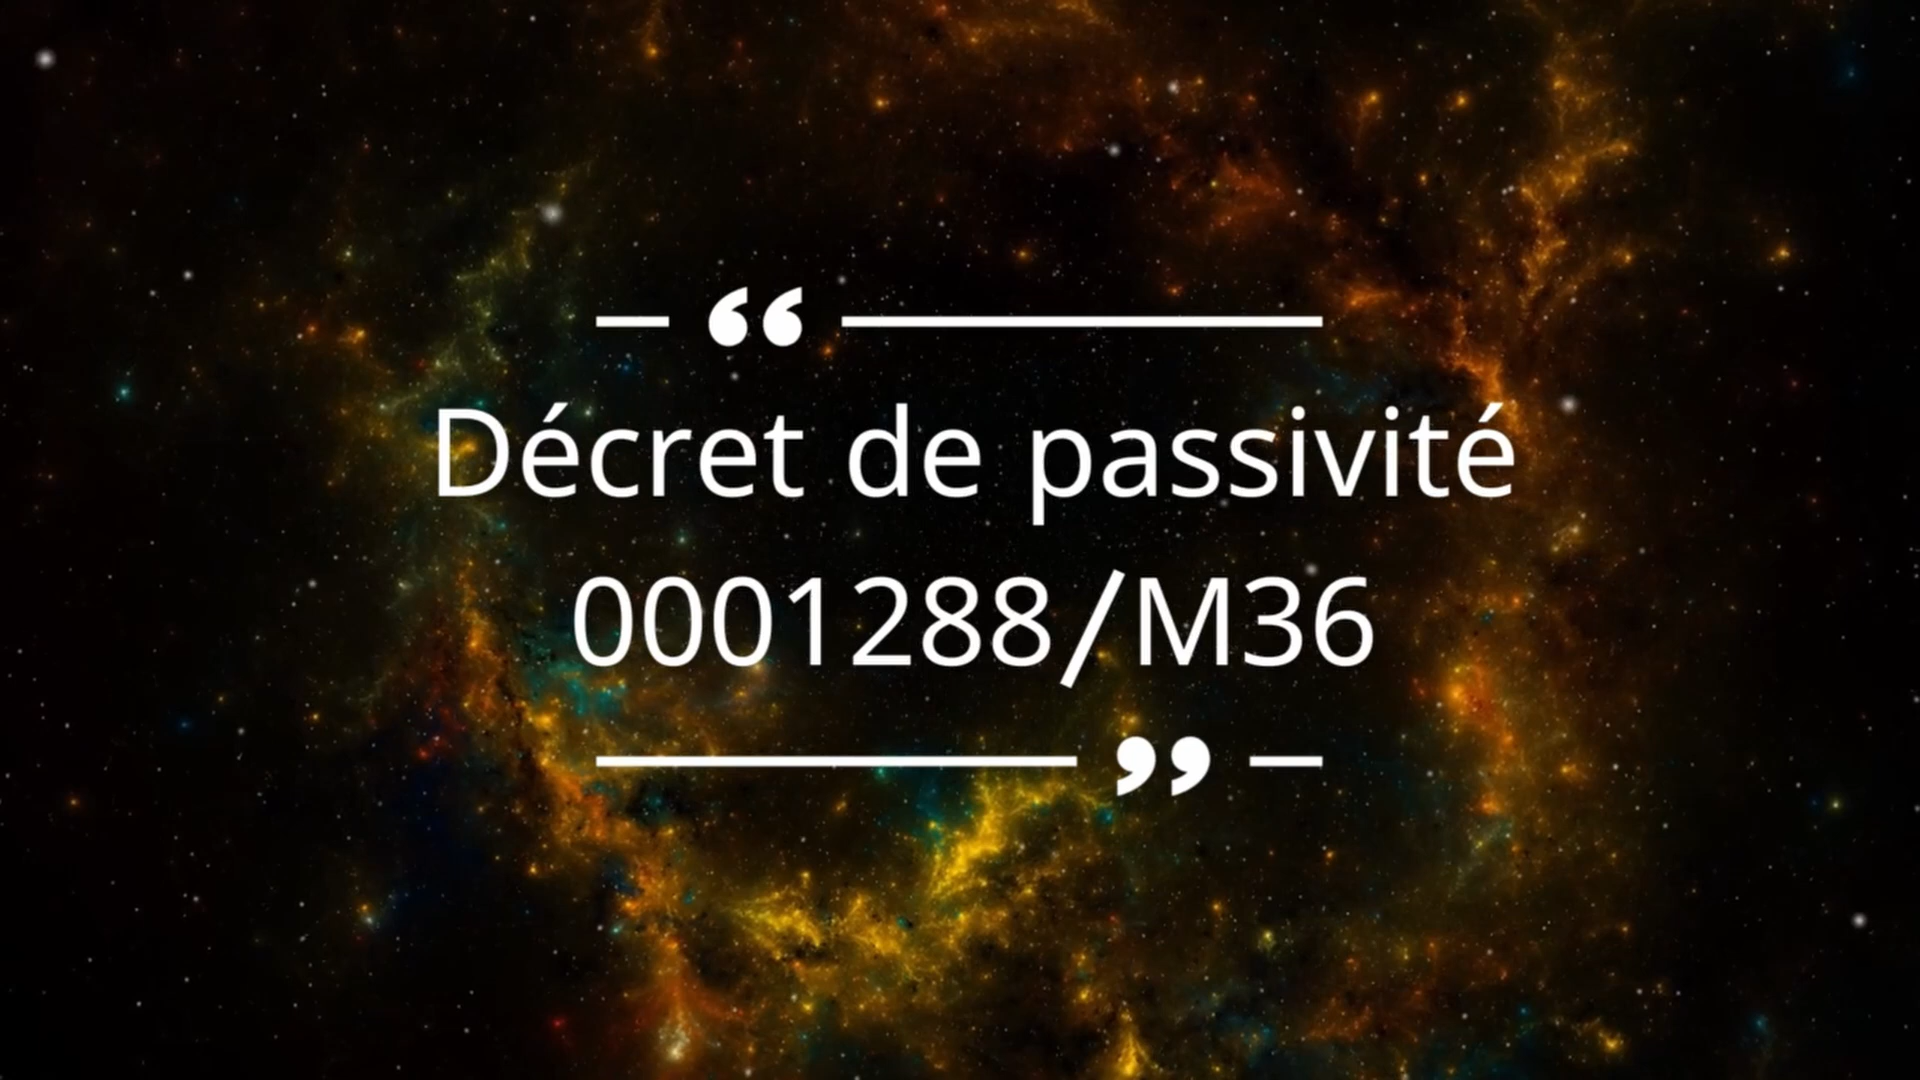 “
Décret de passivité
0001288/M36
”